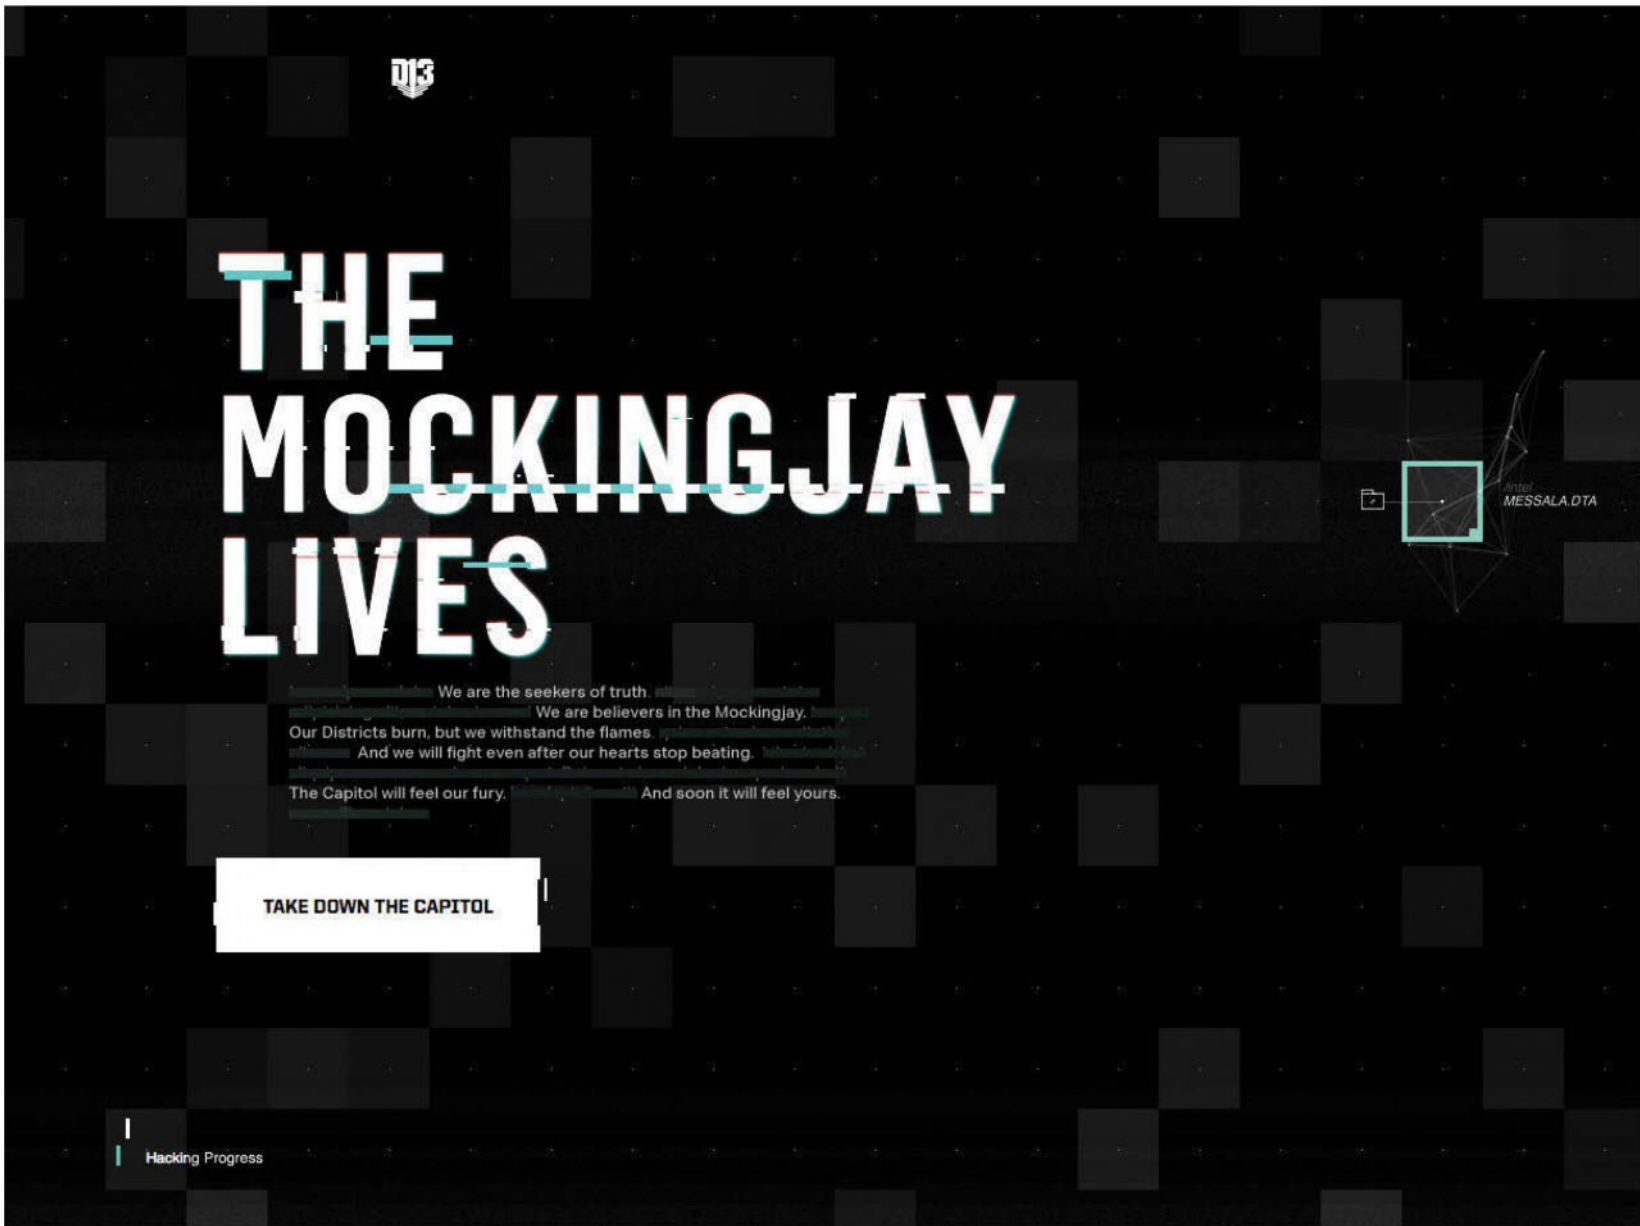 D13
THE
MOCKINGJAY
LIVES
We are the seekers of truth.
We are believers in the Mockingjay.
Our Districts burn, but we withstand the flames.
And we will fight even after our hearts stop beating.
The Capitol will feel our fury. And soon it will feel yours.
TAKE DOWN THE CAPITOL
/intel
MESSALA.DTA
Hacking Progress